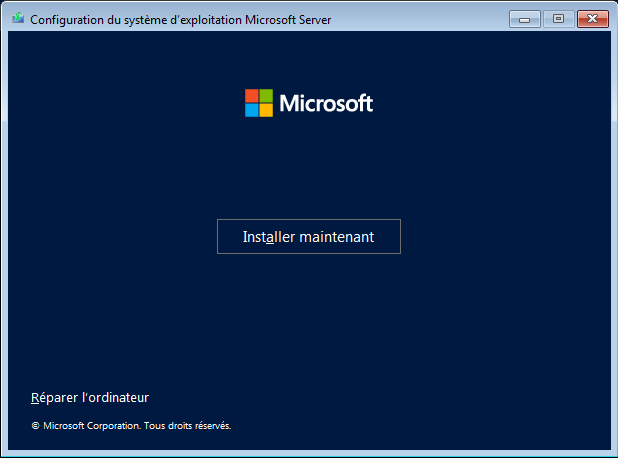 Configuration du système d'exploitation Microsoft Server
Microsoft
Installer maintenant
Réparer l'ordinateur
© Microsoft Corporation. Tous droits réservés.